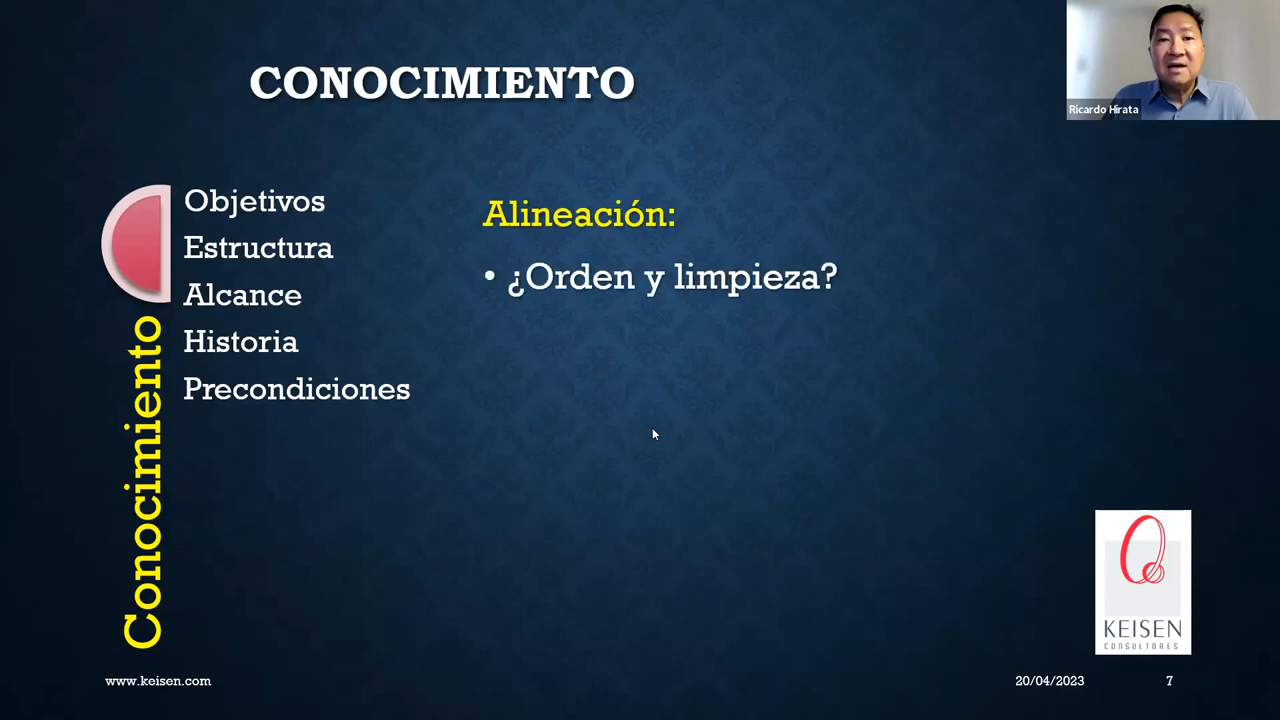 CONOCIMIENTO
Ricardo Hirata
Objetivos
Estructura
Alcance
Historia
Precondiciones
Conocimiento
Alineación:
• ¿Orden y limpieza?
KEISEN
CONSULTORES
www.keisen.com
20/04/2023
7